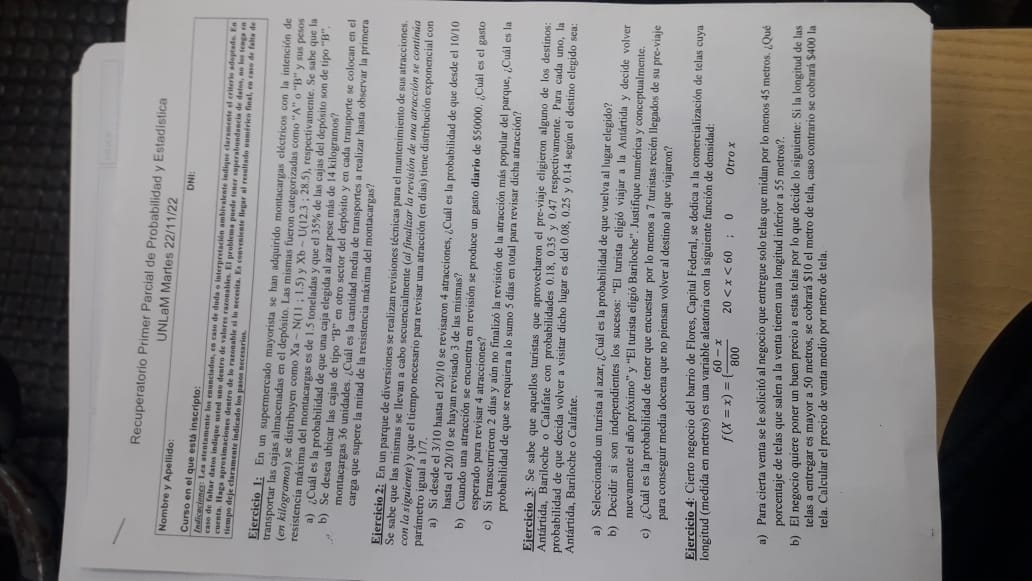 Recuperatorio Primer Parcial de Probabilidad y Estadística
UNLaM Martes 22/11/22
Nombre y Apellido:
DNI:
Curso en el que está inscripto:
Indicaciones: Lea atentamente los enunciados, en caso de duda o interpretación ambivalente indique claramente el criterio adoptado. En
caso de faltar datos indique usted uno dentro de valores razonables. El problema puede tener superabundancia de datos, no los tenga en
cuenta. Haga aproximaciones dentro de lo razonable si lo necesita. Es conveniente llegar al resultado numérico final, en caso de falta de
tiempo deje claramente indicado los pasos necesarios.
Ejercicio 1: En un supermercado mayorista se han adquirido montacargas eléctricos con la intención de
transportar las cajas almacenadas en el depósito. Las mismas fueron categorizadas como "A" o "B" y sus pesos
(en kilogramos) se distribuyen como Xa ~ N(11 ; 1.5) y Xb ~ U(12.3 ; 28.5), respectivamente. Se sabe que la
resistencia máxima del montacargas es de 1.5 toneladas y que el 35% de las cajas del depósito son de tipo "B".
a) ¿Cuál es la probabilidad de que una caja elegida al azar pese más de 14 kilogramos?
b) Se desea ubicar las cajas de tipo "B" en otro sector del depósito y en cada transporte se colocan en el
montacargas 36 unidades. ¿Cuál es la cantidad media de transportes a realizar hasta observar la primera
carga que supere la mitad de la resistencia máxima del montacargas?
Ejercicio 2: En un parque de diversiones se realizan revisiones técnicas para el mantenimiento de sus atracciones.
Se sabe que las mismas se llevan a cabo secuencialmente (al finalizar la revisión de una atracción se continúa
con la siguiente) y que el tiempo necesario para revisar una atracción (en días) tiene distribución exponencial con
parámetro igual a 1/7.
a) Si desde el 3/10 hasta el 20/10 se revisaron 4 atracciones, ¿Cuál es la probabilidad de que desde el 10/10
hasta el 20/10 se hayan revisado 3 de las mismas?
b) Cuando una atracción se encuentra en revisión se produce un gasto diario de $50000. ¿Cuál es el gasto
esperado para revisar 4 atracciones?
c) Si transcurrieron 2 días y aún no finalizó la revisión de la atracción más popular del parque, ¿Cuál es la
probabilidad de que se requiera a lo sumo 5 días en total para revisar dicha atracción?
Ejercicio 3: Se sabe que aquellos turistas que aprovecharon el pre-viaje eligieron alguno de los destinos:
Antártida, Bariloche o Calafate con probabilidades 0.18, 0.35 y 0.47 respectivamente. Para cada uno, la
probabilidad de que decida volver a visitar dicho lugar es del 0.08, 0.25 y 0.14 según el destino elegido sea:
Antártida, Bariloche o Calafate.
a) Seleccionado un turista al azar, ¿Cuál es la probabilidad de que vuelva al lugar elegido?
b) Decidir si son independientes los sucesos: "El turista eligió viajar a la Antártida y decide volver
nuevamente el año próximo" y "El turista eligió Bariloche". Justifique numérica y conceptualmente.
c) ¿Cuál es la probabilidad de tener que encuestar por lo menos a 7 turistas recién llegados de su pre-viaje
para conseguir media docena que no piensan volver al destino al que viajaron?
Ejercicio 4: Cierto negocio del barrio de Flores, Capital Federal, se dedica a la comercialización de telas cuya
longitud (medida en metros) es una variable aleatoria con la siguiente función de densidad:
f(X = x) = { 60 − x / 800 20 < x < 60 ; 0 Otro x
a) Para cierta venta se le solicitó al negocio que entregue solo telas que midan por lo menos 45 metros. ¿Qué
porcentaje de telas que salen a la venta tienen una longitud inferior a 55 metros?.
b) El negocio quiere poner un buen precio a estas telas por lo que decide lo siguiente: Si la longitud de las
telas a entregar es mayor a 50 metros, se cobrará $10 el metro de tela, caso contrario se cobrará $400 la
tela. Calcular el precio de venta medio por metro de tela.